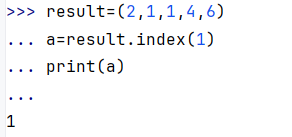 >>> result=(2,1,1,4,6)
... a=result.index(1)
... print(a)
...
1